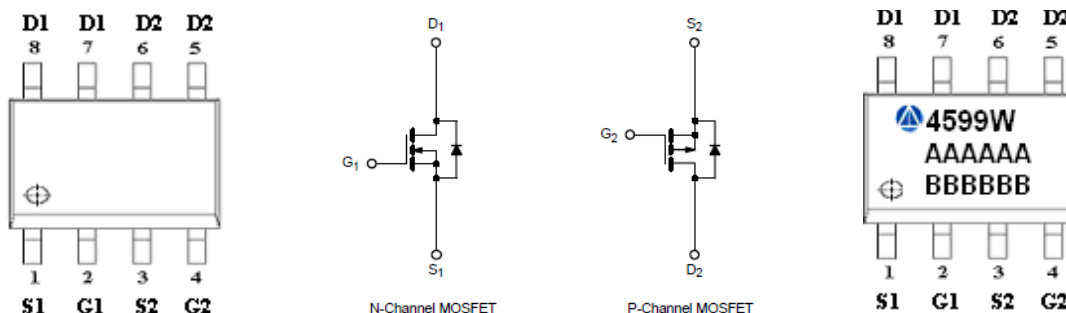 D1 D1 D2 D2
8 7 6 5
1 2 3 4
S1 G1 S2 G2
D1
G1
S1
N-Channel MOSFET
S2
G2
D2
P-Channel MOSFET
D1 D1 D2 D2
8 7 6 5
4599W
AAAAAA
BBBBBB
1 2 3 4
S1 G1 S2 G2